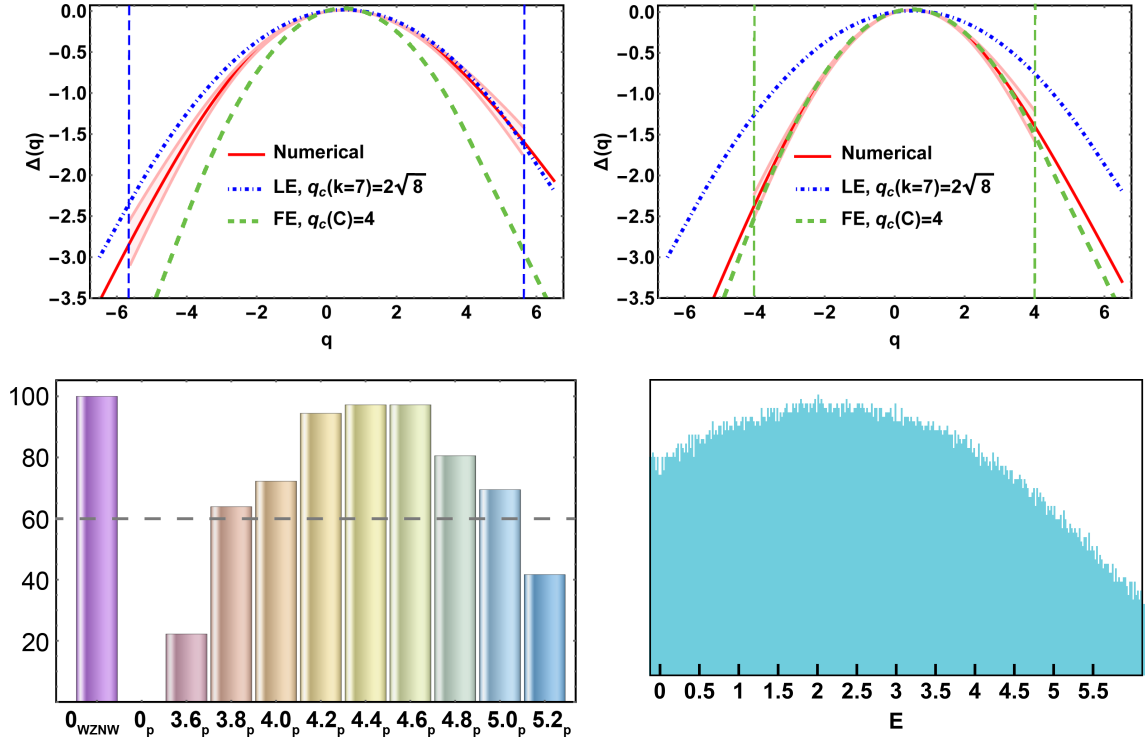 0.0
−0.5
−1.0
−1.5
−2.0
−2.5
−3.0
−3.5
Δ(q)
Numerical
LE, q_c(k=7)=2√8
FE, q_c(C)=4
−6 −4 −2 0 2 4 6
q
0.0
−0.5
−1.0
−1.5
−2.0
−2.5
−3.0
−3.5
Δ(q)
Numerical
LE, q_c(k=7)=2√8
FE, q_c(C)=4
−6 −4 −2 0 2 4 6
q
100
80
60
40
20
0_WZNW 0_p 3.6_p 3.8_p 4.0_p 4.2_p 4.4_p 4.6_p 4.8_p 5.0_p 5.2_p
0 0.5 1 1.5 2 2.5 3 3.5 4 4.5 5 5.5
E